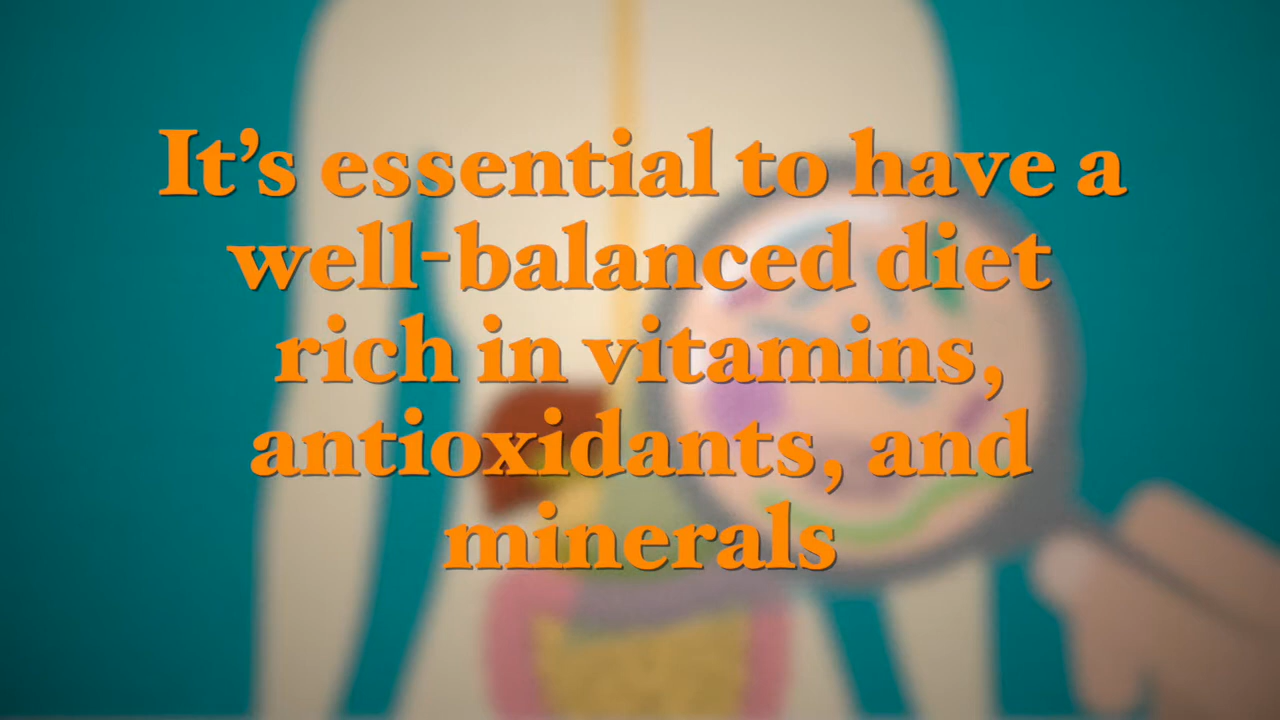 It’s essential to have a
well-balanced diet
rich in vitamins,
antioxidants, and
minerals